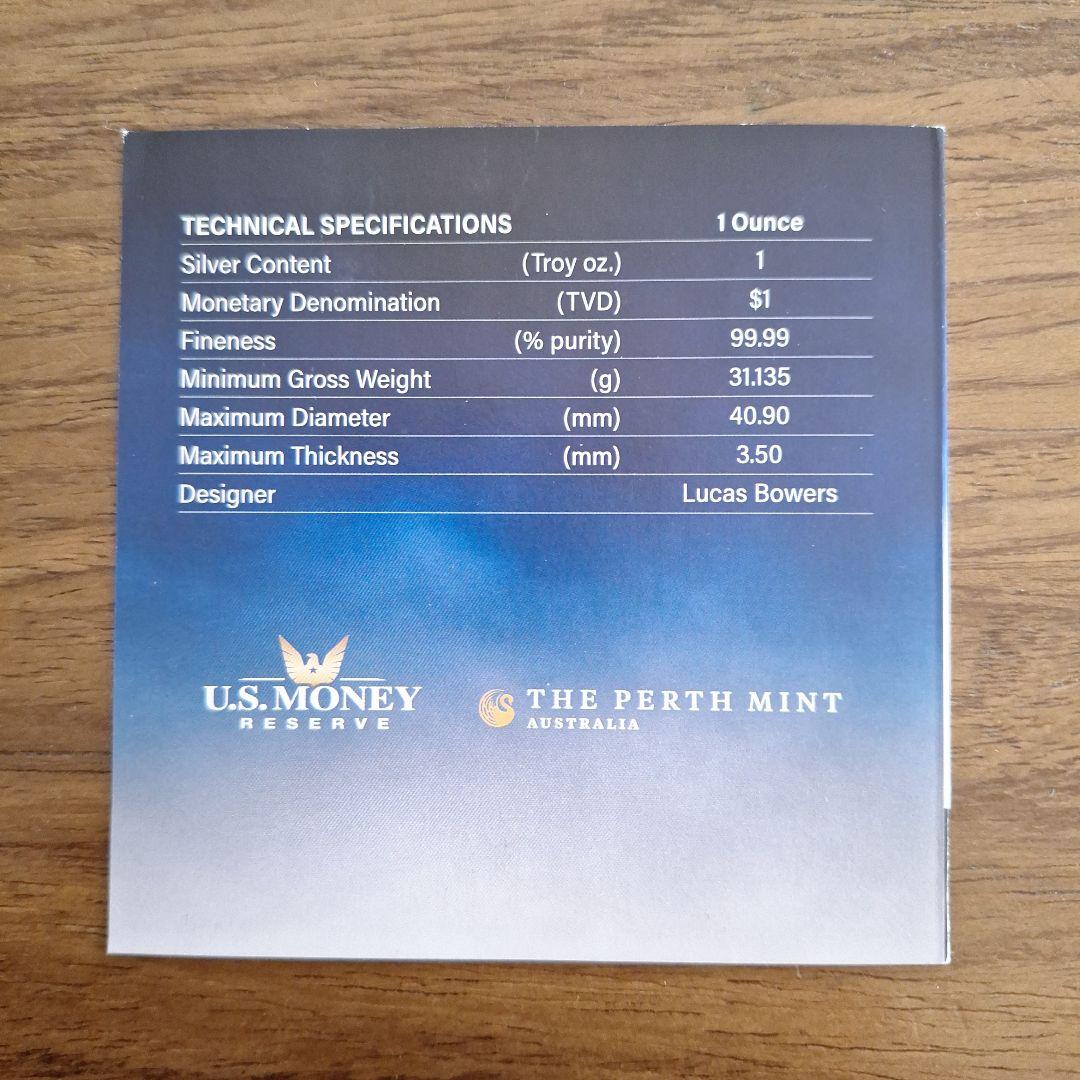 TECHNICAL SPECIFICATIONS 1 Ounce
Silver Content (Troy oz.) 1
Monetary Denomination (TVD) $1
Fineness (% purity) 99.99
Minimum Gross Weight (g) 31.135
Maximum Diameter (mm) 40.90
Maximum Thickness (mm) 3.50
Designer Lucas Bowers
U.S. MONEY
RESERVE
THE PERTH MINT
AUSTRALIA